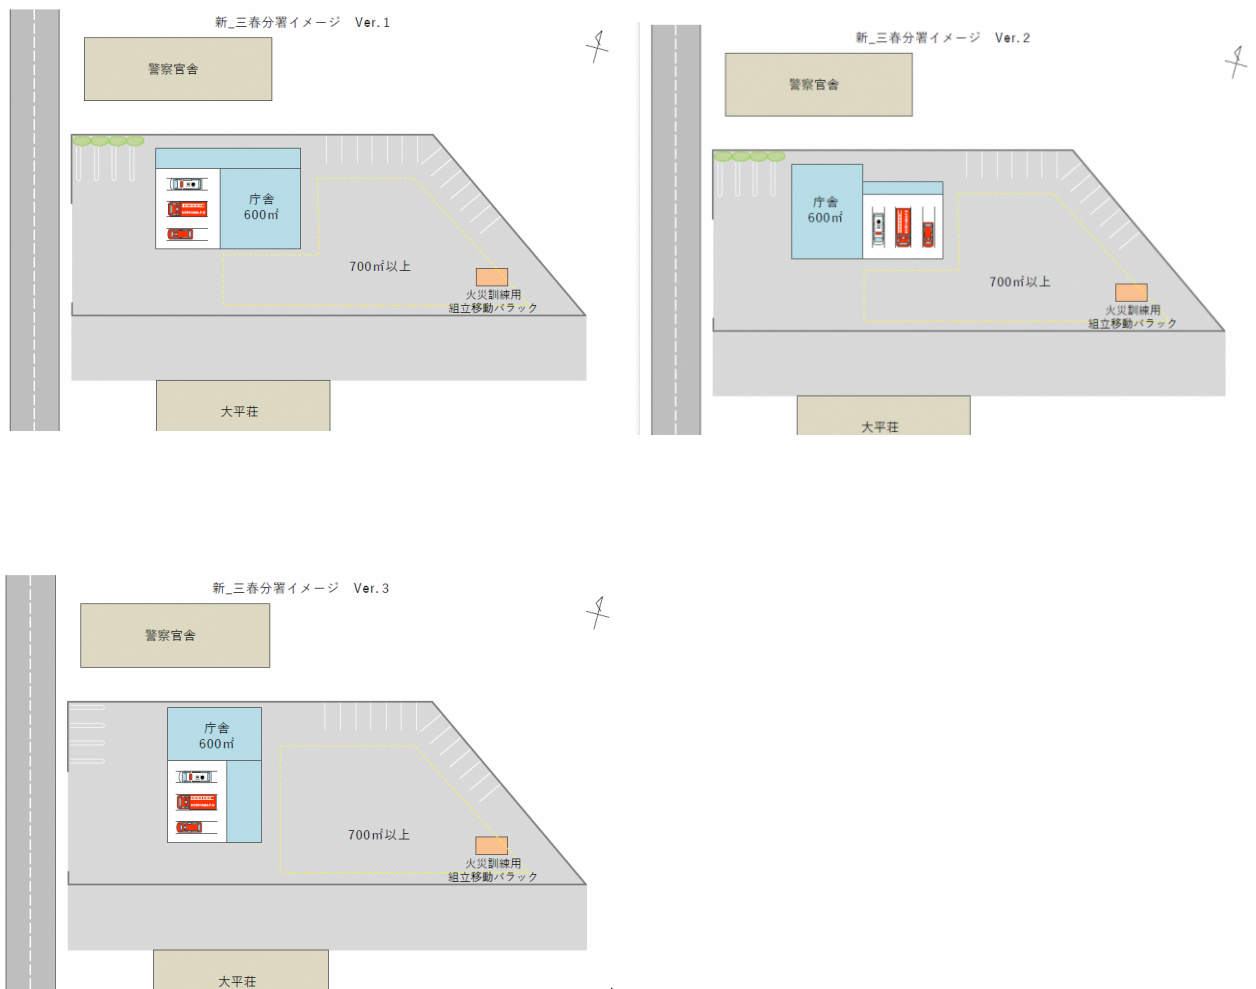 新_三春分署イメージ　Ver.1
警察官舎
庁舎
600㎡
700㎡以上
火災訓練用
組立移動バラック
大平荘
新_三春分署イメージ　Ver.2
警察官舎
庁舎
600㎡
700㎡以上
火災訓練用
組立移動バラック
大平荘
新_三春分署イメージ　Ver.3
警察官舎
庁舎
600㎡
700㎡以上
火災訓練用
組立移動バラック
大平荘